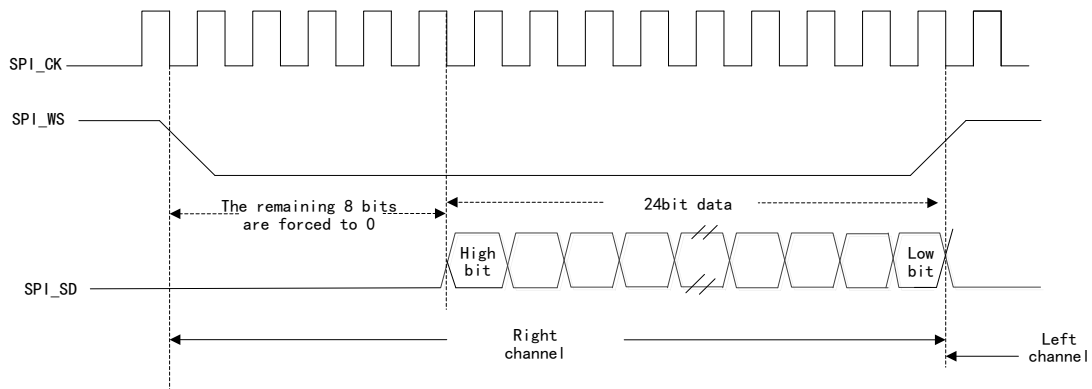 SPI_CK
SPI_WS
The remaining 8 bits
are forced to 0
24bit data
High
bit
Low
bit
SPI_SD
Right
channel
Left
channel